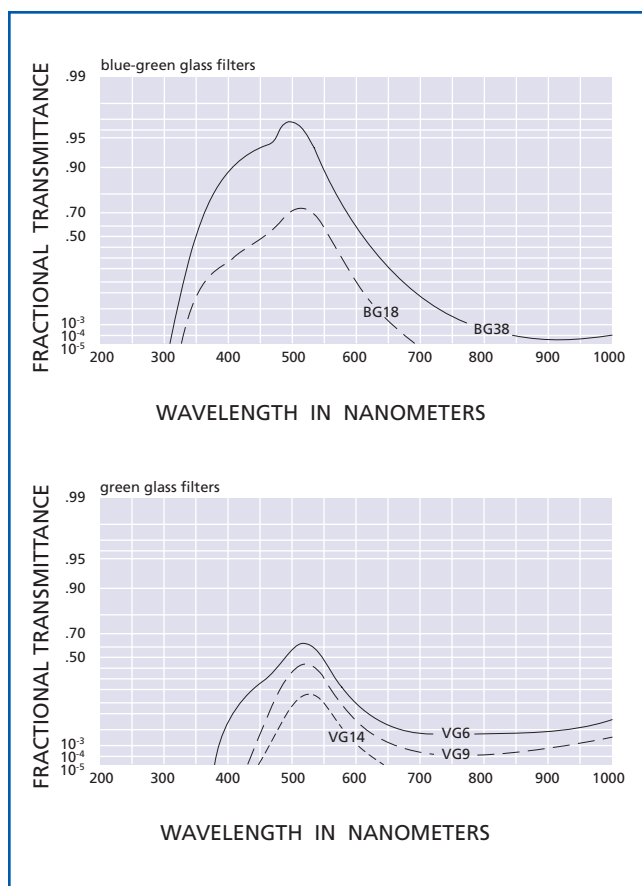 blue-green glass filters
FRACTIONAL TRANSMITTANCE
.99
.95
.90
.70
.50
10-3
10-4
10-5
BG18
BG38
200 300 400 500 600 700 800 900 1000
WAVELENGTH IN NANOMETERS
green glass filters
FRACTIONAL TRANSMITTANCE
.99
.95
.90
.70
.50
10-3
10-4
10-5
VG14
VG6
VG9
200 300 400 500 600 700 800 900 1000
WAVELENGTH IN NANOMETERS